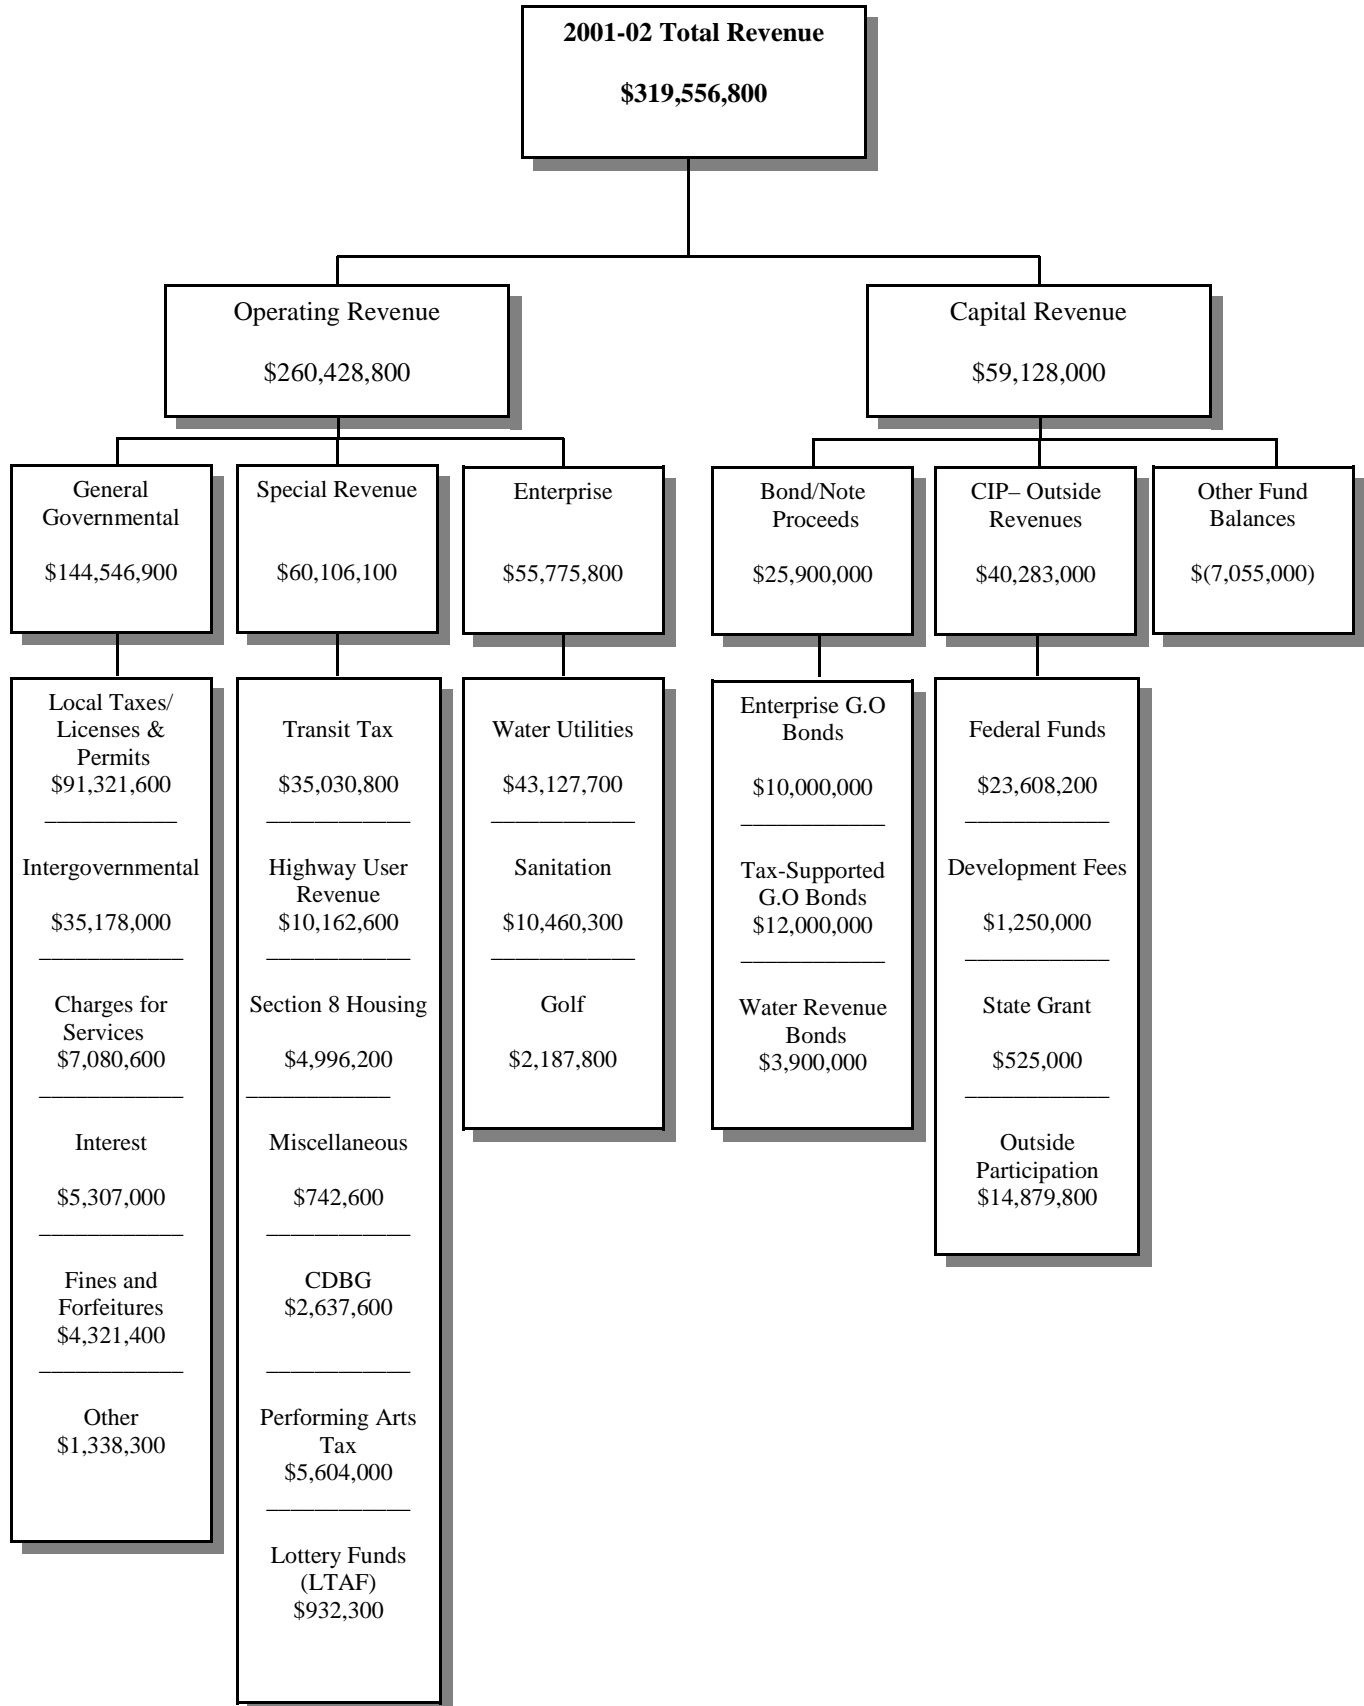 2001-02 Total Revenue
$319,556,800
Operating Revenue
$260,428,800
Capital Revenue
$59,128,000
General
Governmental
$144,546,900
Special Revenue
$60,106,100
Enterprise
$55,775,800
Bond/Note
Proceeds
$25,900,000
CIP– Outside
Revenues
$40,283,000
Other Fund
Balances
$(7,055,000)
Local Taxes/
Licenses &
Permits
$91,321,600
Intergovernmental
$35,178,000
Charges for
Services
$7,080,600
Interest
$5,307,000
Fines and
Forfeitures
$4,321,400
Other
$1,338,300
Transit Tax
$35,030,800
Highway User
Revenue
$10,162,600
Section 8 Housing
$4,996,200
Miscellaneous
$742,600
CDBG
$2,637,600
Performing Arts
Tax
$5,604,000
Lottery Funds
(LTAF)
$932,300
Water Utilities
$43,127,700
Sanitation
$10,460,300
Golf
$2,187,800
Enterprise G.O
Bonds
$10,000,000
Tax-Supported
G.O Bonds
$12,000,000
Water Revenue
Bonds
$3,900,000
Federal Funds
$23,608,200
Development Fees
$1,250,000
State Grant
$525,000
Outside
Participation
$14,879,800